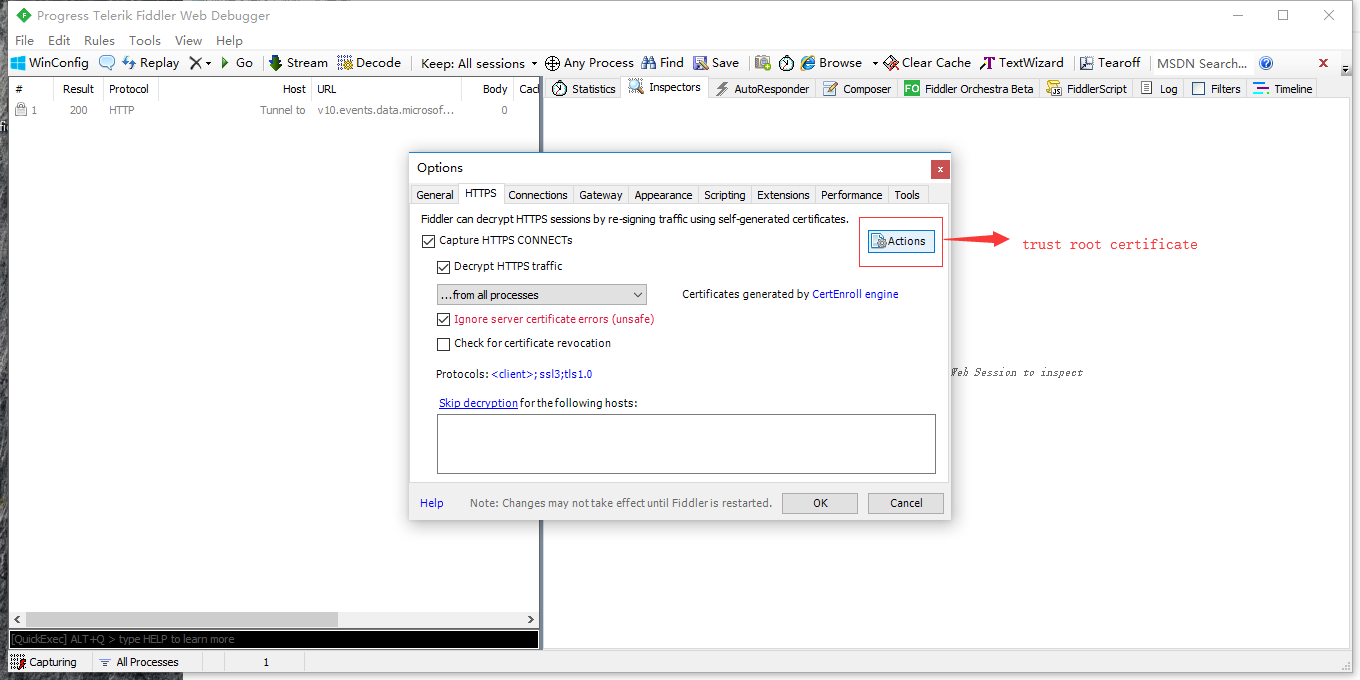 Progress Telerik Fiddler Web Debugger
File Edit Rules Tools View Help
WinConfig Replay Go Stream Decode Keep: All sessions Any Process Find Save Browse Clear Cache TextWizard Tearoff MSDN Search...
# Result Protocol Host URL Body Cac
Statistics Inspectors AutoResponder Composer FO Fiddler Orchestra Beta FiddlerScript Log Filters Timeline
1 200 HTTP Tunnel to v10.events.data.microsof... 0
Options
General HTTPS Connections Gateway Appearance Scripting Extensions Performance Tools
Fiddler can decrypt HTTPS sessions by re-signing traffic using self-generated certificates.
Capture HTTPS CONNECTs
Actions
trust root certificate
Decrypt HTTPS traffic
...from all processes
Certificates generated by CertEnroll engine
Ignore server certificate errors (unsafe)
Check for certificate revocation
Protocols: <client>;ssl3;tls1.0
Web Session to inspect
Skip decryption for the following hosts:
Help Note: Changes may not take effect until Fiddler is restarted. OK Cancel
[QuickExec] ALT+Q > type HELP to learn more
Capturing All Processes 1